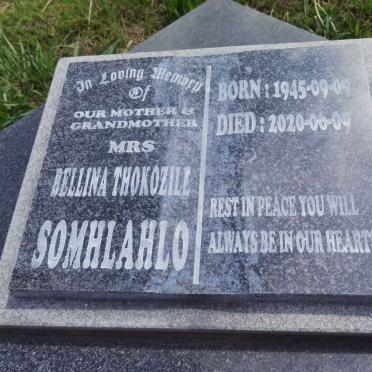 In Loving Memory
Of
OUR MOTHER &
GRANDMOTHER
MRS
BELLINA THOKOZILL
SOMHLAHLO
BORN : 1945-09-09
DIED : 2020-06-09
REST IN PEACE YOU WILL
ALWAYS BE IN OUR HEART